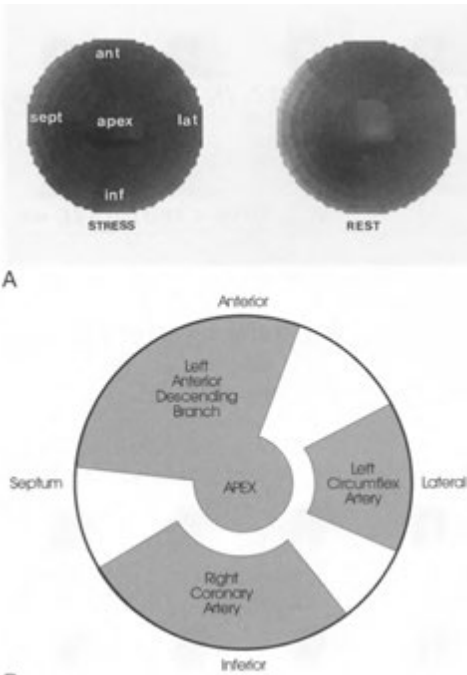 ant
sept apex lat
inf
STRESS REST
A
Anterior
Left
Anterior
Descending
Branch
Septum
APEX
Left
Circumflex
Artery
Lateral
Right
Coronary
Artery
Inferior